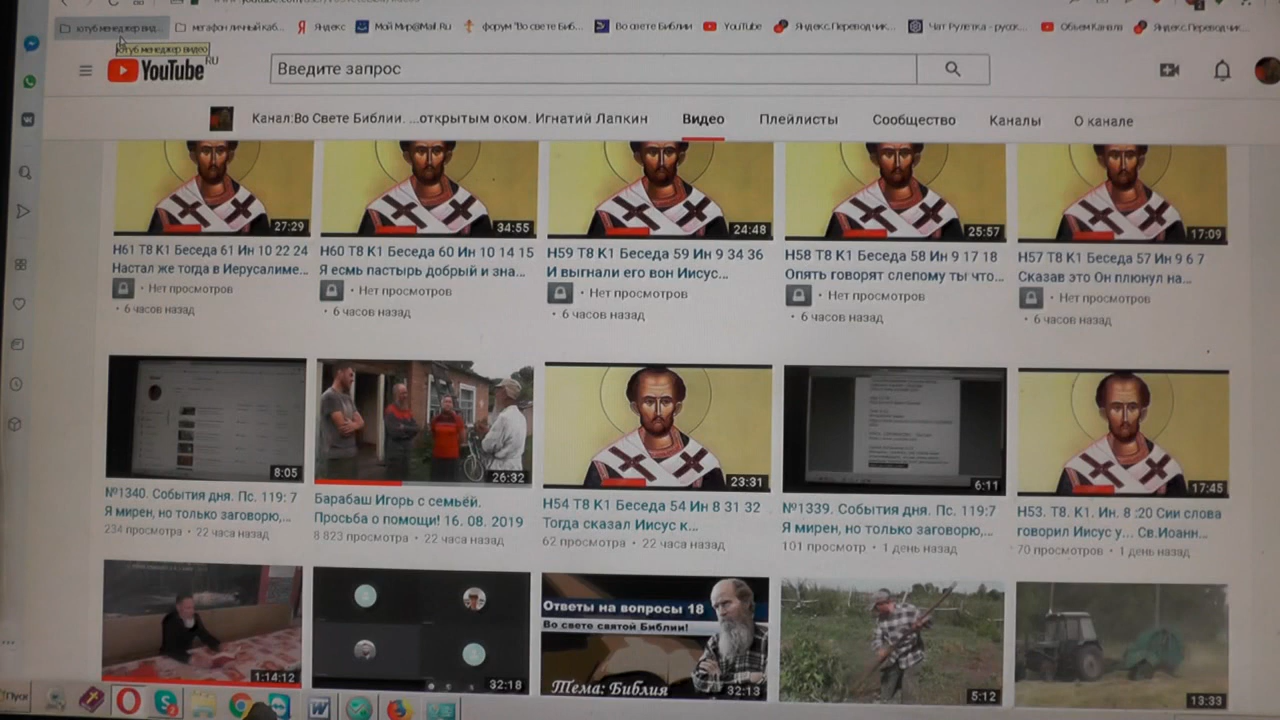 ютуб менеджер вид...
мегафон личный каб...
Яндекс
Мой Мир@Mail.Ru
форум "Во свете Биб...
Во свете Библии
YouTube
Яндекс.Переводчик...
Чат Рулетка - русск...
ОбъемКанала
Яндекс.Переводчик...
ютуб менеджер видео
YouTube RU
Введите запрос
Канал:Во Свете Библии. ...открытым оком. Игнатий Лапкин
Видео
Плейлисты
Сообщество
Каналы
О канале
27:29
34:55
24:48
25:57
17:09
Н61 Т8 К1 Беседа 61 Ин 10 22 24
Настал же тогда в Иерусалиме...
• Нет просмотров
• 6 часов назад
Н60 Т8 К1 Беседа 60 Ин 10 14 15
Я есмь пастырь добрый и зна...
• Нет просмотров
• 6 часов назад
Н59 Т8 К1 Беседа 59 Ин 9 34 36
И выгнали его вон Иисус...
• Нет просмотров
• 6 часов назад
Н58 Т8 К1 Беседа 58 Ин 9 17 18
Опять говорят слепому ты что...
• Нет просмотров
• 6 часов назад
Н57 Т8 К1 Беседа 57 Ин 9 6 7
Сказав это Он плюнул на...
• Нет просмотров
• 6 часов назад
8:05
26:32
23:31
6:11
17:45
№1340. События дня. Пс. 119: 7
Я мирен, но только заговорю,...
234 просмотра • 22 часа назад
Барабаш Игорь с семьёй.
Просьба о помощи! 16. 08. 2019
8 823 просмотра • 22 часа назад
Н54 Т8 К1 Беседа 54 Ин 8 31 32
Тогда сказал Иисус к...
62 просмотра • 22 часа назад
№1339. События дня. Пс. 119:7
Я мирен, но только заговорю,...
101 просмотр • 1 день назад
Н53. Т8. К1. Ин. 8 :20 Сии слова
говорил Иисус у... Св.Иоанн...
70 просмотров • 1 день назад
1:14:12
32:18
Ответы на вопросы 18
Во свете святой Библии!
Тема: Библия
32:13
5:12
13:33
Пуск